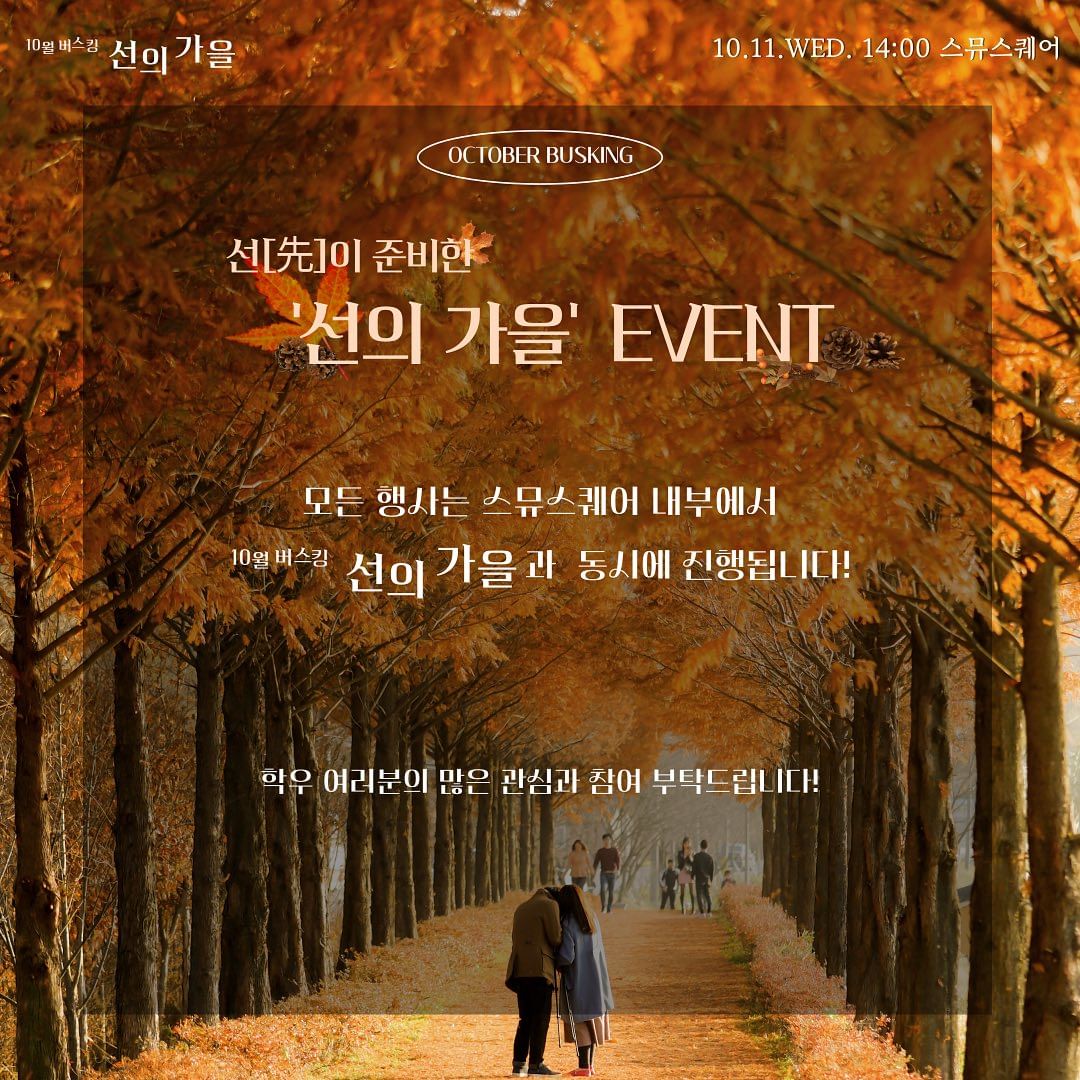 10월 버스킹 선의 가을
10.11.WED. 14:00 스뮤스퀘어
OCTOBER BUSKING
선[先]이 준비한
'선의 가을' EVENT
모든 행사는 스뮤스퀘어 내부에서
10월 버스킹 선의 가을과 동시에 진행됩니다!
학우 여러분의 많은 관심과 참여 부탁드립니다!